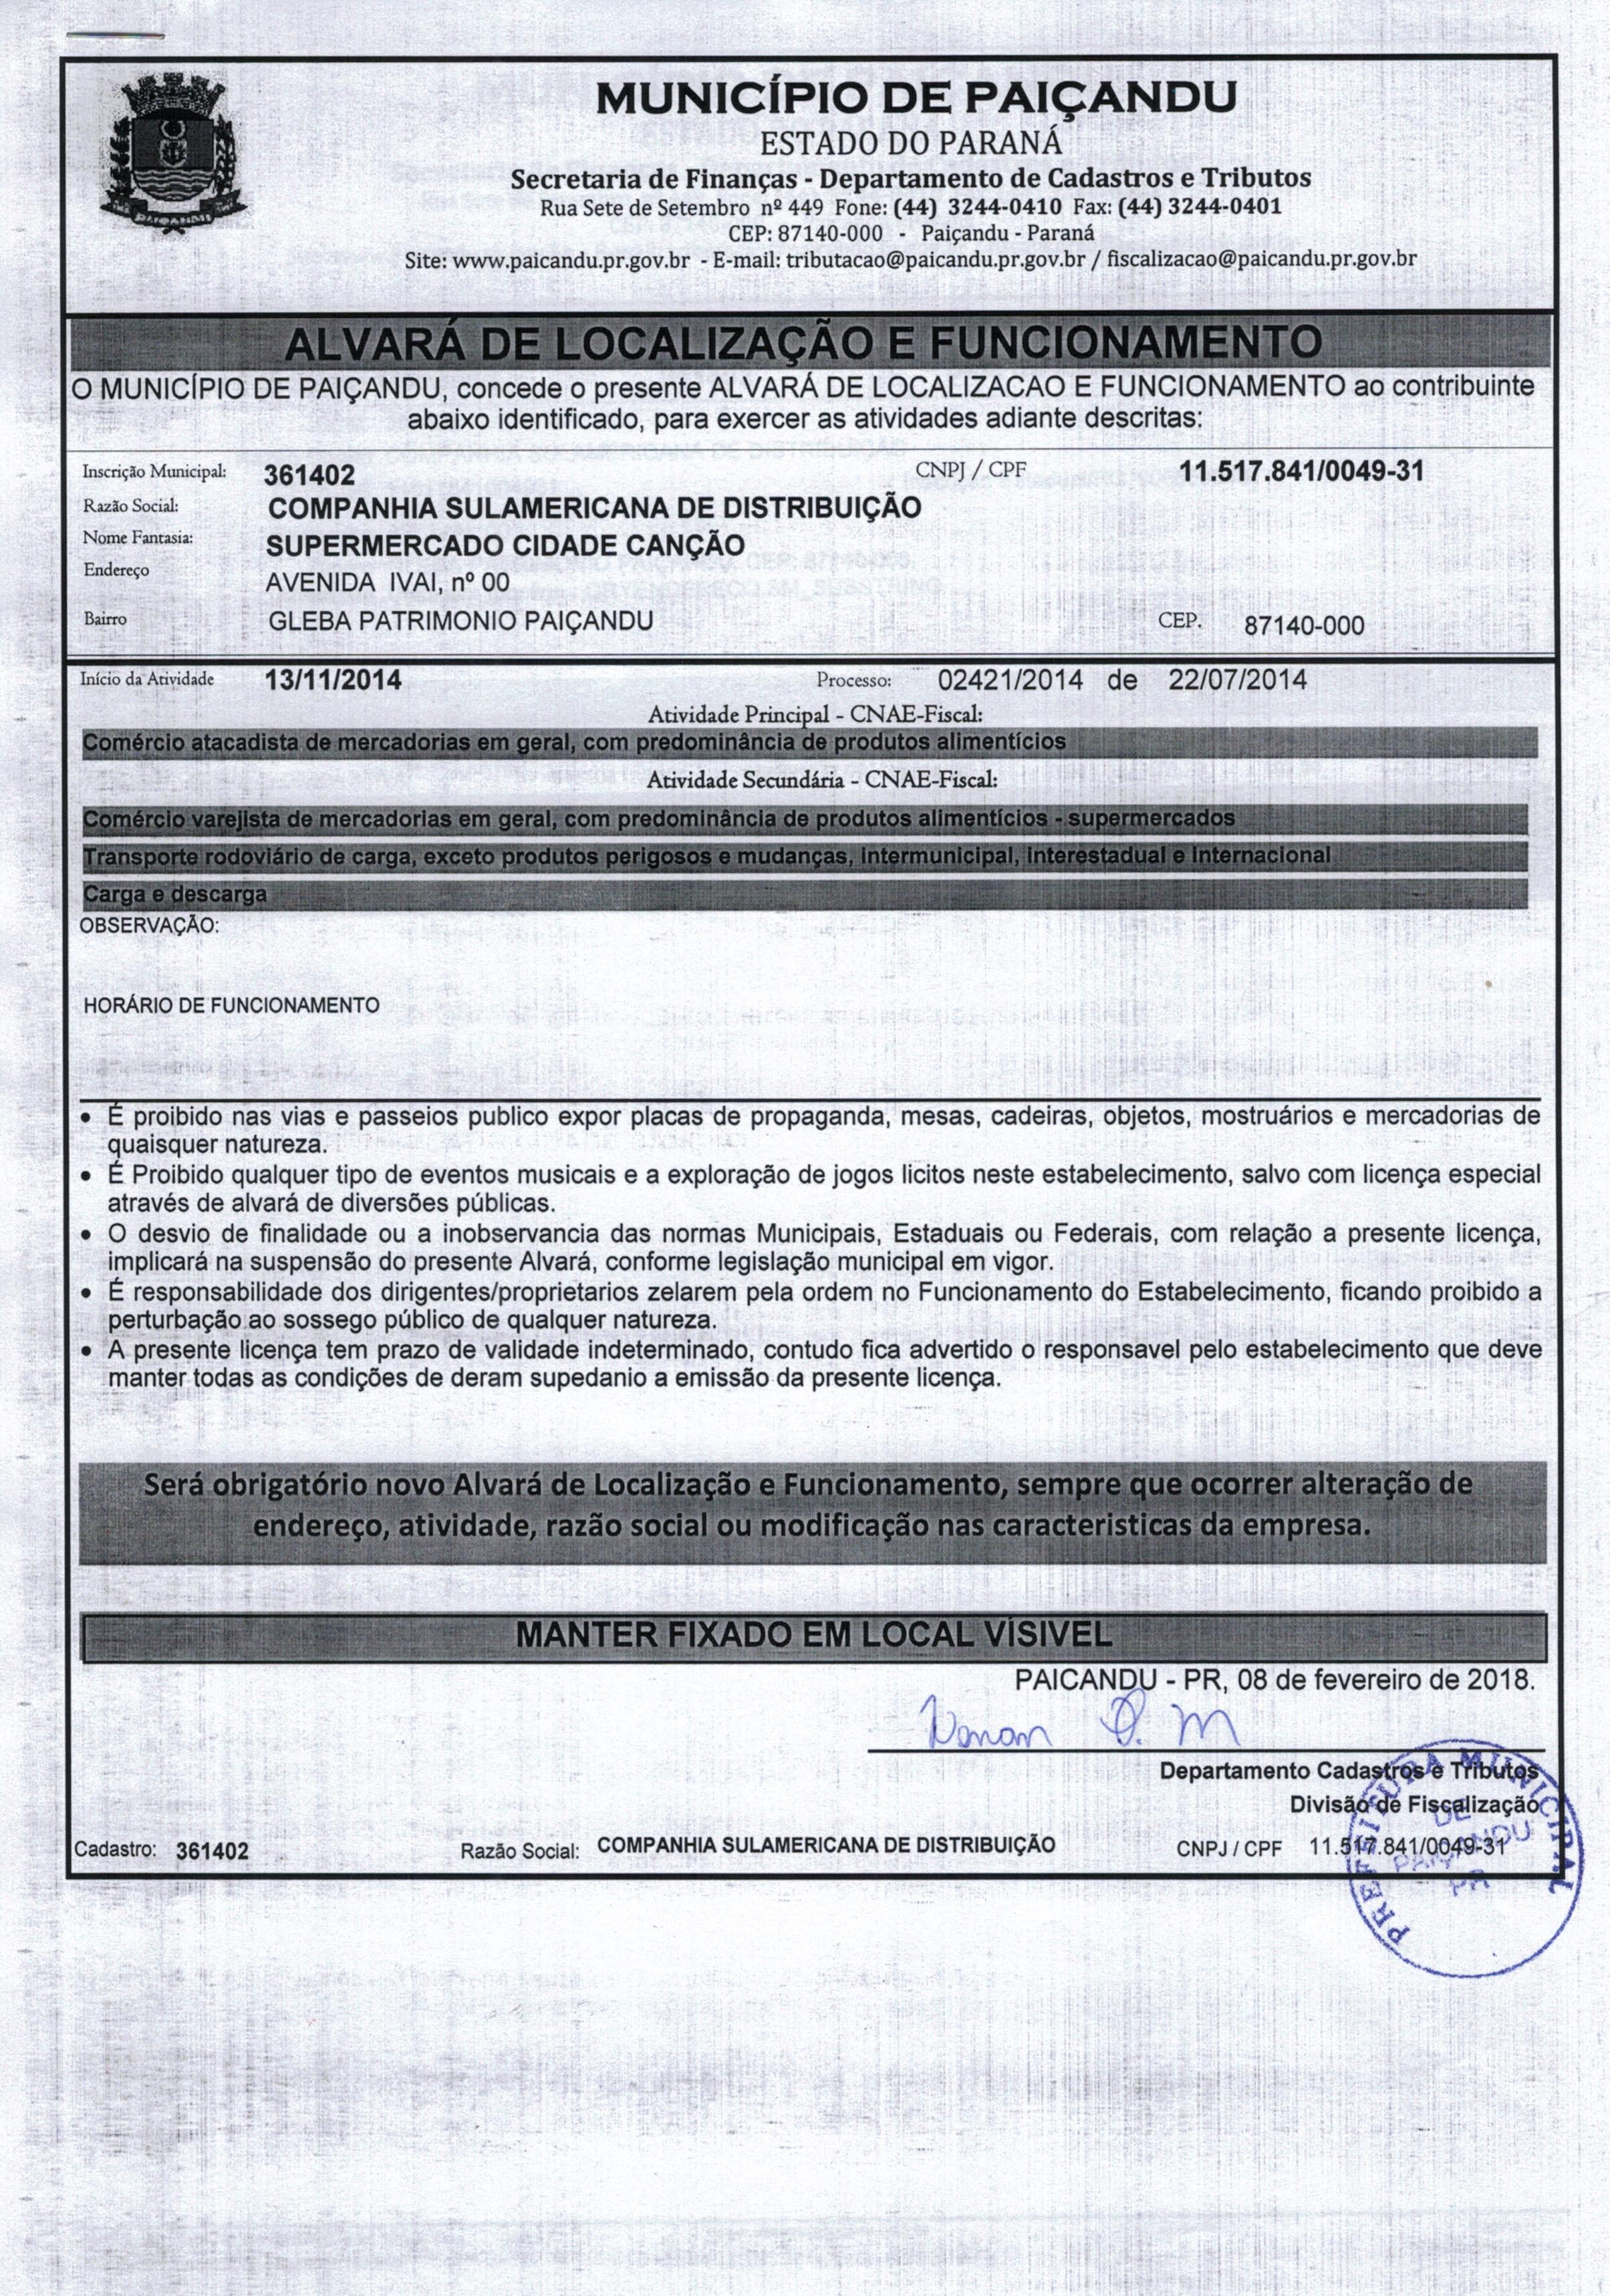 MUNICÍPIO DE PAIÇANDU
ESTADO DO PARANÁ
Secretaria de Finanças - Departamento de Cadastros e Tributos
Rua Sete de Setembro nº 449 Fone: (44) 3244-0410 Fax: (44) 3244-0401
CEP: 87140-000 - Paiçandu - Paraná
Site: www.paicandu.pr.gov.br - E-mail: tributacao@paicandu.pr.gov.br / fiscalizacao@paicandu.pr.gov.br
PAIÇANDU
ALVARÁ DE LOCALIZAÇÃO E FUNCIONAMENTO
O MUNICÍPIO DE PAIÇANDU, concede o presente ALVARÁ DE LOCALIZACAO E FUNCIONAMENTO ao contribuinte
abaixo identificado, para exercer as atividades adiante descritas:
Inscrição Municipal: 361402 CNPJ / CPF 11.517.841/0049-31
Razão Social: COMPANHIA SULAMERICANA DE DISTRIBUIÇÃO
Nome Fantasia: SUPERMERCADO CIDADE CANÇÃO
Endereço AVENIDA IVAI, nº 00
Bairro GLEBA PATRIMONIO PAIÇANDU CEP. 87140-000
Início da Atividade 13/11/2014 Processo: 02421/2014 de 22/07/2014
Atividade Principal - CNAE-Fiscal:
Comércio atacadista de mercadorias em geral, com predominância de produtos alimentícios
Atividade Secundária - CNAE-Fiscal:
Comércio varejista de mercadorias em geral, com predominância de produtos alimentícios - supermercados
Transporte rodoviário de carga, exceto produtos perigosos e mudanças, intermunicipal, interestadual e internacional
Carga e descarga
OBSERVAÇÃO:
HORÁRIO DE FUNCIONAMENTO
• É proibido nas vias e passeios publico expor placas de propaganda, mesas, cadeiras, objetos, mostruários e mercadorias de
quaisquer natureza.
• É Proibido qualquer tipo de eventos musicais e a exploração de jogos licitos neste estabelecimento, salvo com licença especial
através de alvará de diversões públicas.
• O desvio de finalidade ou a inobservancia das normas Municipais, Estaduais ou Federais, com relação a presente licença,
implicará na suspensão do presente Alvará, conforme legislação municipal em vigor.
• É responsabilidade dos dirigentes/proprietarios zelarem pela ordem no Funcionamento do Estabelecimento, ficando proibido a
perturbação ao sossego público de qualquer natureza.
• A presente licença tem prazo de validade indeterminado, contudo fica advertido o responsavel pelo estabelecimento que deve
manter todas as condições de deram supedanio a emissão da presente licença.
Será obrigatório novo Alvará de Localização e Funcionamento, sempre que ocorrer alteração de
endereço, atividade, razão social ou modificação nas caracteristicas da empresa.
MANTER FIXADO EM LOCAL VÍSIVEL
PAICANDU - PR, 08 de fevereiro de 2018.
Departamento Cadastros e Tributos
Divisão de Fiscalização
Cadastro: 361402 Razão Social: COMPANHIA SULAMERICANA DE DISTRIBUIÇÃO CNPJ / CPF 11.517.841/0049-31
PREFEITURA MUNICIPAL
DE
PAIÇANDU
PR